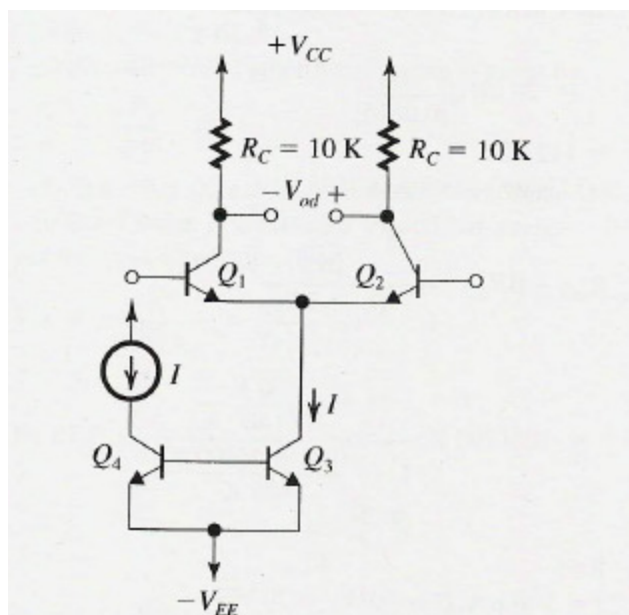 +V_CC
R_C = 10 K
R_C = 10 K
− V_od +
Q_1
Q_2
I
I
Q_4
Q_3
−V_EE